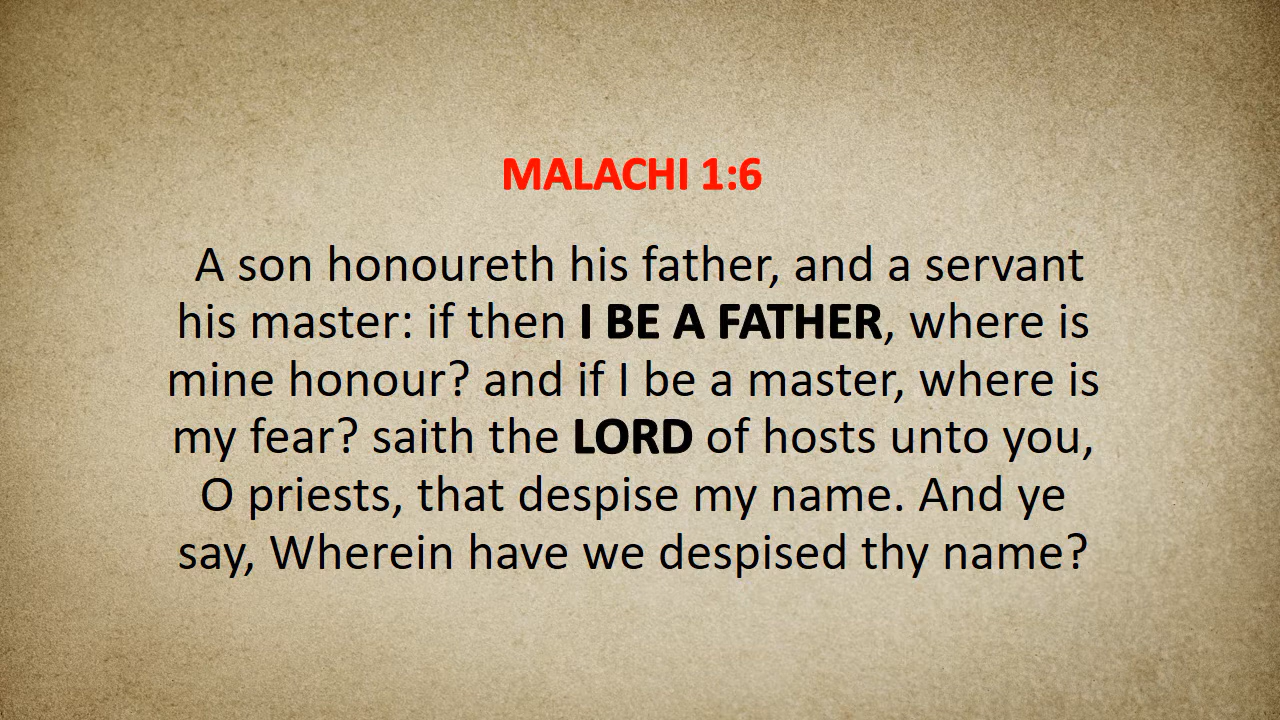 MALACHI 1:6
A son honoureth his father, and a servant
his master: if then I BE A FATHER, where is
mine honour? and if I be a master, where is
my fear? saith the LORD of hosts unto you,
O priests, that despise my name. And ye
say, Wherein have we despised thy name?